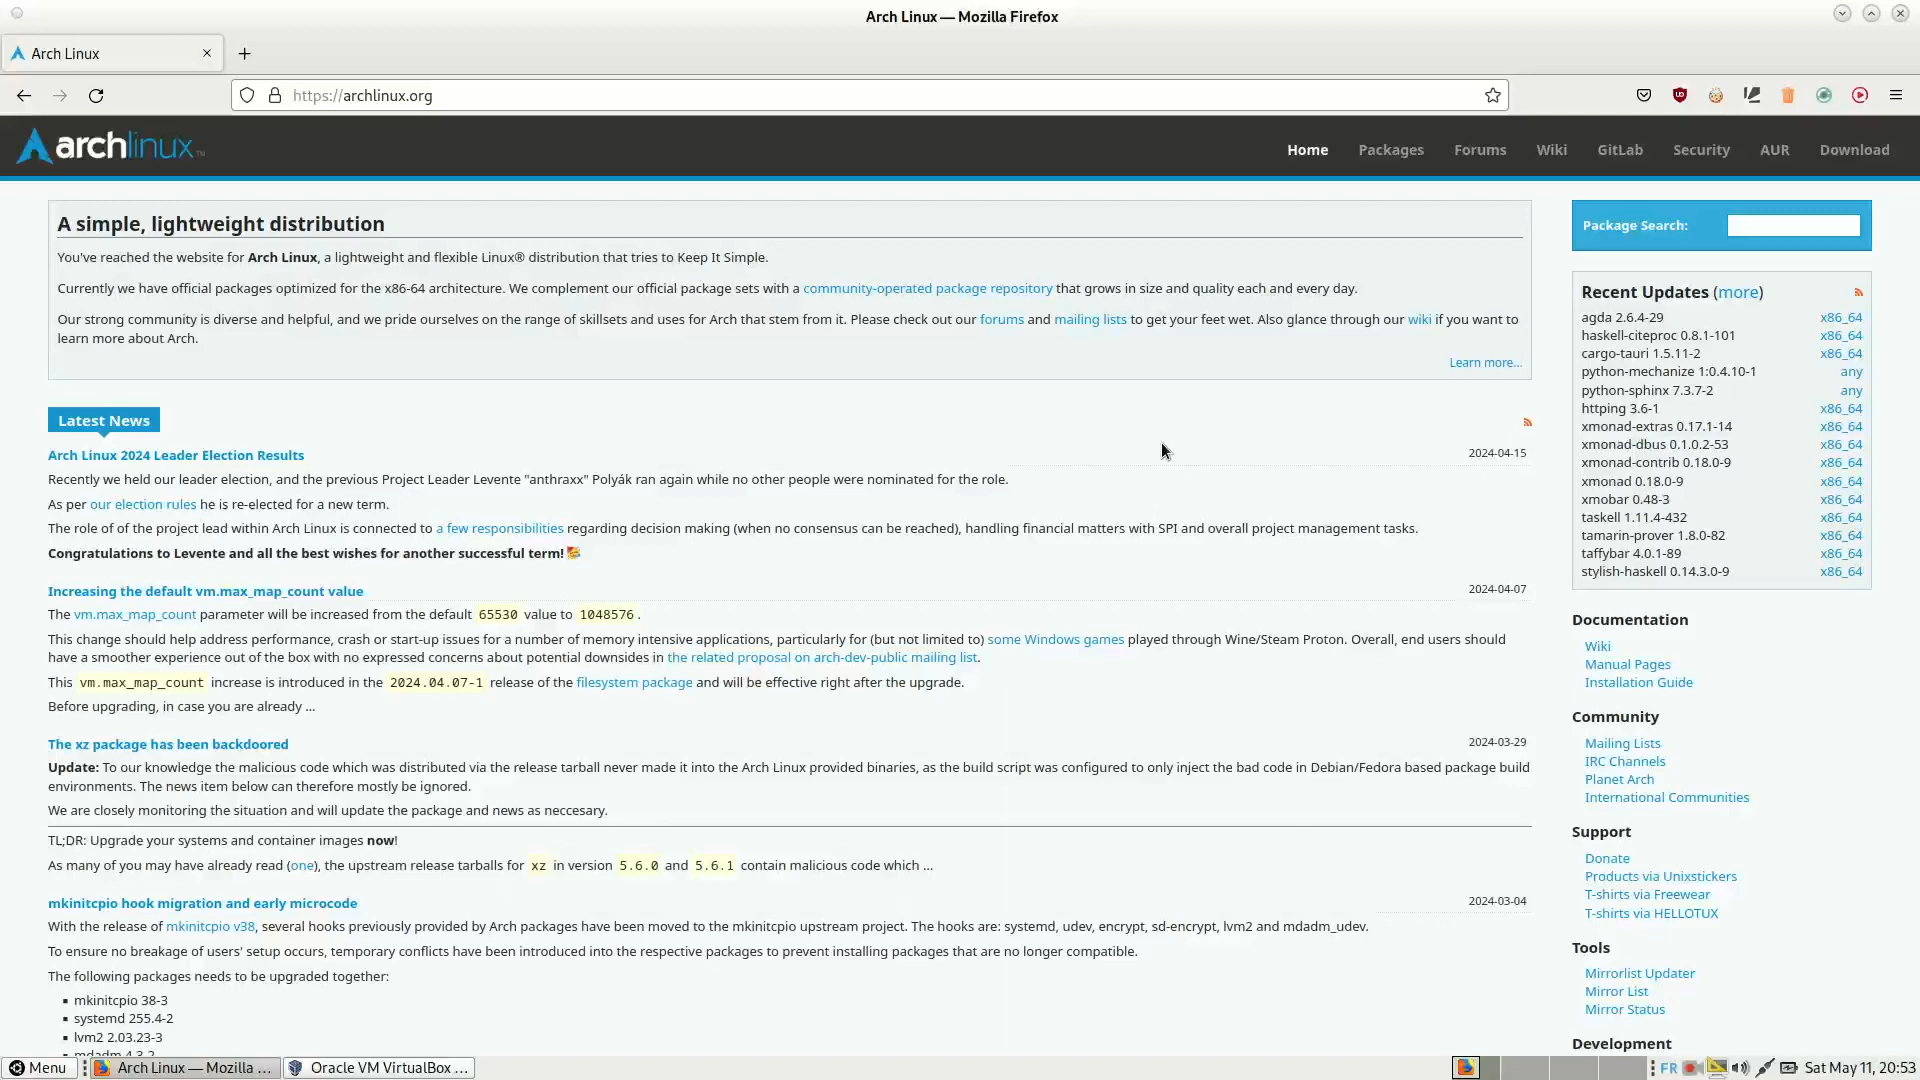 Arch Linux — Mozilla Firefox
Arch Linux
https://archlinux.org
archlinux™
Home Packages Forums Wiki GitLab Security AUR Download
A simple, lightweight distribution
You've reached the website for Arch Linux, a lightweight and flexible Linux® distribution that tries to Keep It Simple.
Currently we have official packages optimized for the x86-64 architecture. We complement our official package sets with a community-operated package repository that grows in size and quality each and every day.
Our strong community is diverse and helpful, and we pride ourselves on the range of skillsets and uses for Arch that stem from it. Please check out our forums and mailing lists to get your feet wet. Also glance through our wiki if you want to
learn more about Arch.
Learn more...
Latest News
Arch Linux 2024 Leader Election Results 2024-04-15
Recently we held our leader election, and the previous Project Leader Levente "anthraxx" Polyák ran again while no other people were nominated for the role.
As per our election rules he is re-elected for a new term.
The role of of the project lead within Arch Linux is connected to a few responsibilities regarding decision making (when no consensus can be reached), handling financial matters with SPI and overall project management tasks.
Congratulations to Levente and all the best wishes for another successful term! 🥳
Increasing the default vm.max_map_count value 2024-04-07
The vm.max_map_count parameter will be increased from the default 65530 value to 1048576.
This change should help address performance, crash or start-up issues for a number of memory intensive applications, particularly for (but not limited to) some Windows games played through Wine/Steam Proton. Overall, end users should
have a smoother experience out of the box with no expressed concerns about potential downsides in the related proposal on arch-dev-public mailing list.
This vm.max_map_count increase is introduced in the 2024.04.07-1 release of the filesystem package and will be effective right after the upgrade.
Before upgrading, in case you are already ...
The xz package has been backdoored 2024-03-29
Update: To our knowledge the malicious code which was distributed via the release tarball never made it into the Arch Linux provided binaries, as the build script was configured to only inject the bad code in Debian/Fedora based package build
environments. The news item below can therefore mostly be ignored.
We are closely monitoring the situation and will update the package and news as neccesary.
TL;DR: Upgrade your systems and container images now!
As many of you may have already read (one), the upstream release tarballs for xz in version 5.6.0 and 5.6.1 contain malicious code which ...
mkinitcpio hook migration and early microcode 2024-03-04
With the release of mkinitcpio v38, several hooks previously provided by Arch packages have been moved to the mkinitcpio upstream project. The hooks are: systemd, udev, encrypt, sd-encrypt, lvm2 and mdadm_udev.
To ensure no breakage of users' setup occurs, temporary conflicts have been introduced into the respective packages to prevent installing packages that are no longer compatible.
The following packages needs to be upgraded together:
mkinitcpio 38-3
systemd 255.4-2
lvm2 2.03.23-3
mdadm 4.3-2
Package Search:
Recent Updates (more)
agda 2.6.4-29 x86_64
haskell-citeproc 0.8.1-101 x86_64
cargo-tauri 1.5.11-2 x86_64
python-mechanize 1:0.4.10-1 any
python-sphinx 7.3.7-2 any
httping 3.6-1 x86_64
xmonad-extras 0.17.1-14 x86_64
xmonad-dbus 0.1.0.2-53 x86_64
xmonad-contrib 0.18.0-9 x86_64
xmonad 0.18.0-9 x86_64
xmobar 0.48-3 x86_64
taskell 1.11.4-432 x86_64
tamarin-prover 1.8.0-82 x86_64
taffybar 4.0.1-89 x86_64
stylish-haskell 0.14.3.0-9 x86_64
Documentation
Wiki
Manual Pages
Installation Guide
Community
Mailing Lists
IRC Channels
Planet Arch
International Communities
Support
Donate
Products via Unixstickers
T-shirts via Freewear
T-shirts via HELLOTUX
Tools
Mirrorlist Updater
Mirror List
Mirror Status
Development
Menu Arch Linux — Mozilla ... Oracle VM VirtualBox ... FR Sat May 11, 20:53